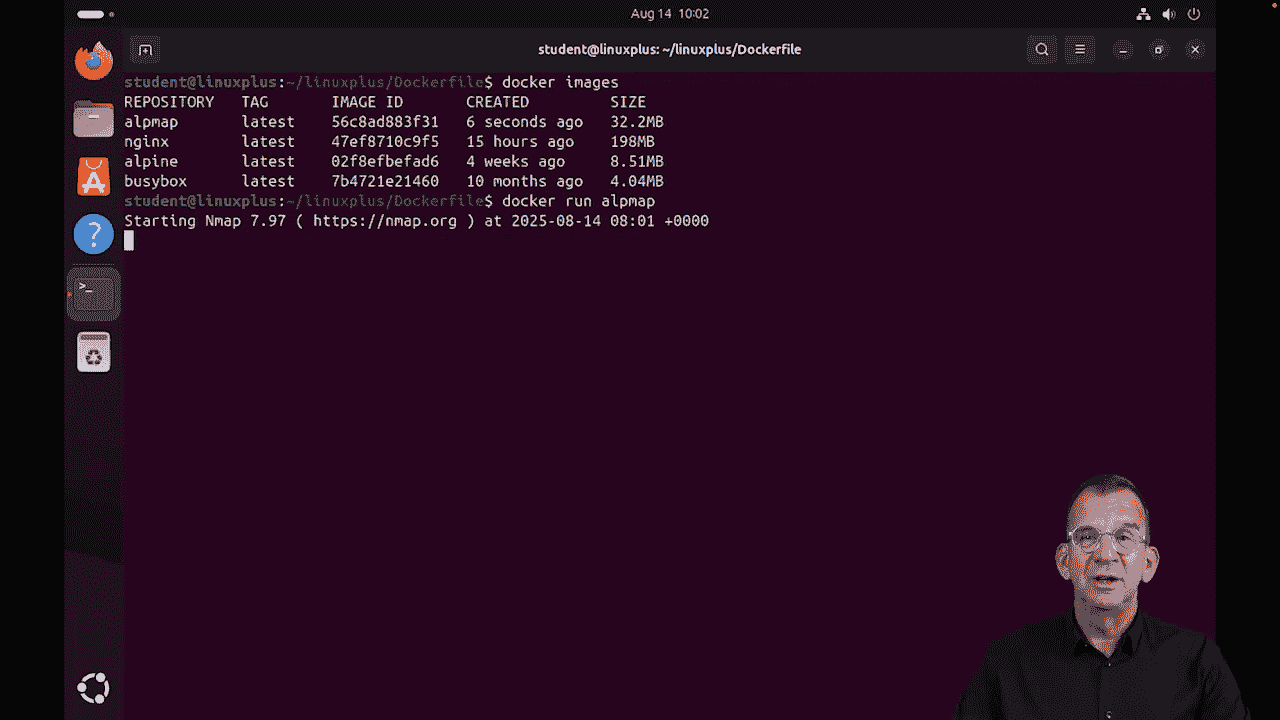 Aug 14 10:02
student@linuxplus: ~/linuxplus/Dockerfile
student@linuxplus:~/linuxplus/Dockerfile$ docker images
REPOSITORY TAG IMAGE ID CREATED SIZE
alpmap latest 56c8ad883f31 6 seconds ago 32.2MB
nginx latest 47ef8710c9f5 15 hours ago 198MB
alpine latest 02f8efbefad6 4 weeks ago 8.51MB
busybox latest 7b4721e21460 10 months ago 4.04MB
student@linuxplus:~/linuxplus/Dockerfile$ docker run alpmap
Starting Nmap 7.97 ( https://nmap.org ) at 2025-08-14 08:01 +0000